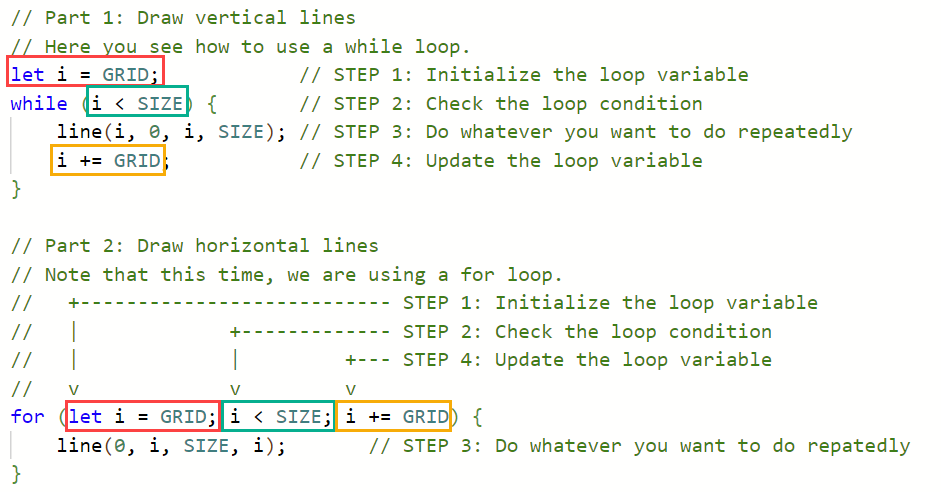 // Part 1: Draw vertical lines
// Here you see how to use a while loop.
let i = GRID;            // STEP 1: Initialize the loop variable
while (i < SIZE) {       // STEP 2: Check the loop condition
    line(i, 0, i, SIZE); // STEP 3: Do whatever you want to do repeatedly
    i += GRID;           // STEP 4: Update the loop variable
}

// Part 2: Draw horizontal lines
// Note that this time, we are using a for loop.
//   +--------------------------- STEP 1: Initialize the loop variable
//   |             +------------- STEP 2: Check the loop condition
//   |             |         +--- STEP 4: Update the loop variable
//   v             v         v
for (let i = GRID; i < SIZE; i += GRID) {
    line(0, i, SIZE, i);       // STEP 3: Do whatever you want to do repatedly
}